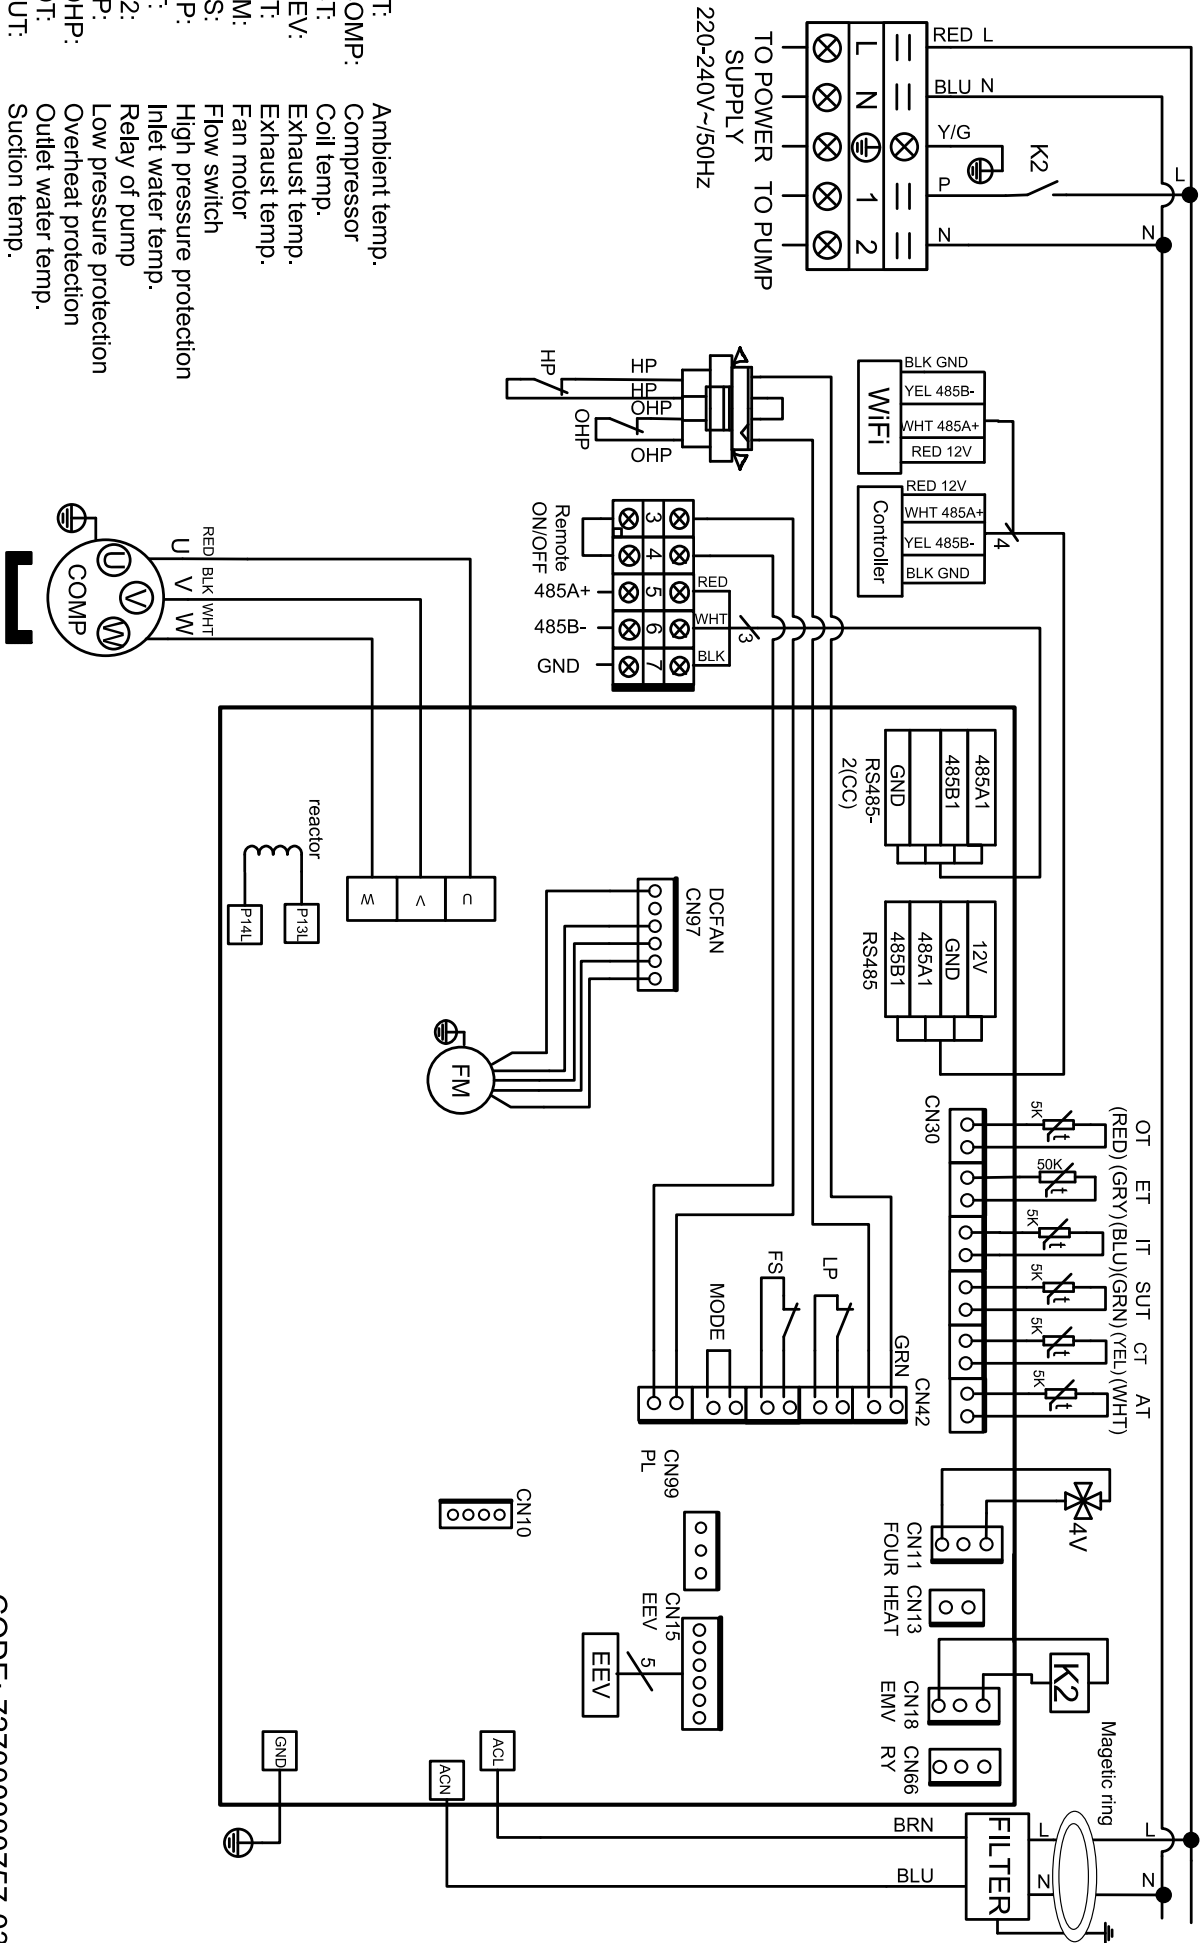 RED L
BLU N
Y/G
P
N
K2
L
N
L
N
1
2
TO POWER
SUPPLY
220-240V~/50Hz
TO PUMP
T:
OMP:
T:
EV:
T:
M:
S:
P:
T:
2:
P:
OHP:
OT:
UT:
Ambient temp.
Compressor
Coil temp.
Exhaust temp.
Exhaust temp.
Fan motor
Flow switch
High pressure protection
Inlet water temp.
Relay of pump
Low pressure protection
Overheat protection
Outlet water temp.
Suction temp.
HP
HP
HP
OHP
OHP
OHP
BLK GND
YEL 485B-
WHT 485A+
RED 12V
WiFi
RED 12V
WHT 485A+
YEL 485B-
BLK GND
Controller
4
Remote
ON/OFF
485A+
485B-
GND
3
4
5
6
7
RED
WHT
BLK
3
U
V
W
COMP
RED
BLK
WHT
U
V
W
485A1
485B1
GND
RS485-
2(CC)
12V
GND
485A1
485B1
RS485
reactor
P13L
P14L
U
V
W
DCFAN
CN97
FM
CN30
OT
(RED)
5K
t
ET
(GRY)
50K
t
IT
(BLU)
5K
t
SUT
(GRN)
5K
t
CT
(YEL)
5K
t
AT
(WHT)
5K
t
GRN
CN42
LP
FS
MODE
CN99
PL
CN10
4V
CN11
FOUR
CN13
HEAT
K2
CN18
EMV
CN66
RY
CN15
EEV
5
EEV
GND
ACL
ACN
BRN
BLU
FILTER
L
N
Magetic ring
L
N